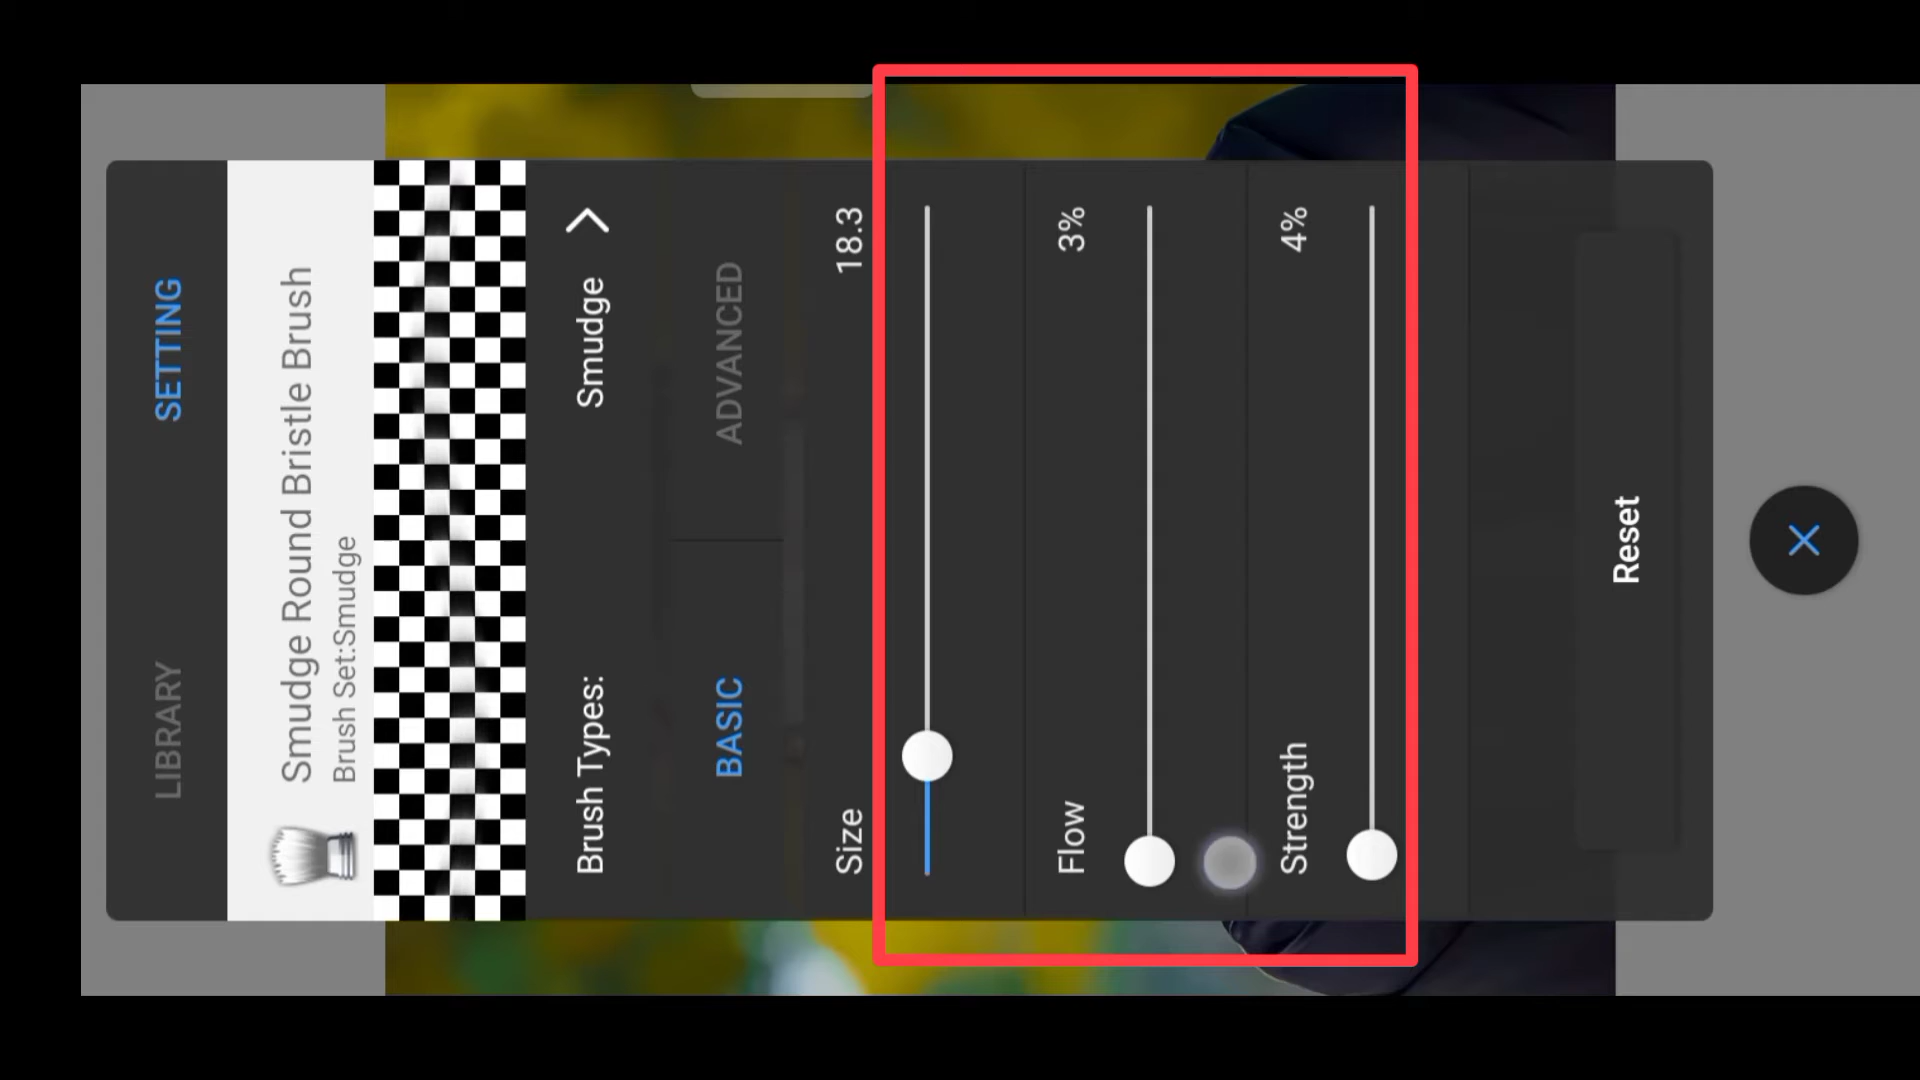 LIBRARY SETTING
Smudge Round Bristle Brush
Brush Set:Smudge
Brush Types: Smudge
BASIC ADVANCED
Size 18.3
Flow 3%
Strength 4%
Reset